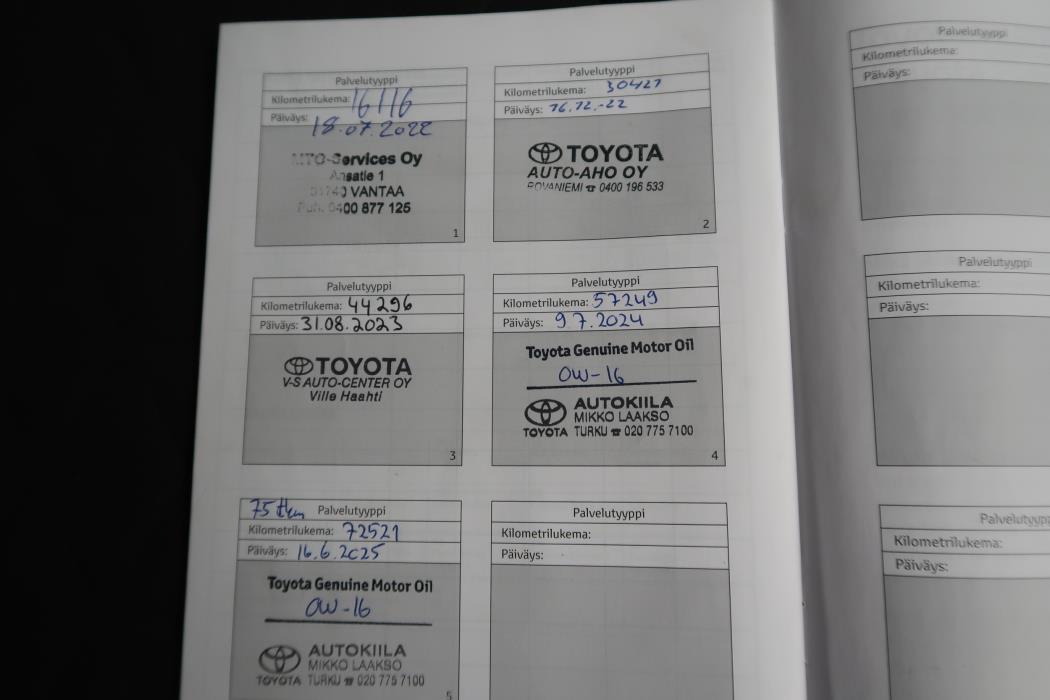 Palvelutyyppi
Kilometrilukema: 16116
Päiväys: 18.07.2022
MTO-Services Oy
Ansatie 1
01740 VANTAA
Puh. 0400 877 125
1
Palvelutyyppi
Kilometrilukema: 30427
Päiväys: 16.12.-22
TOYOTA
AUTO-AHO OY
ROVANIEMI ☎ 0400 196 533
2
Palvelutyyppi
Kilometrilukema: 44296
Päiväys: 31.08.2023
TOYOTA
V-S AUTO-CENTER OY
Ville Haahti
3
Palvelutyyppi
Kilometrilukema: 57249
Päiväys: 9.7.2024
Toyota Genuine Motor Oil
0W-16
AUTOKIILA
MIKKO LAAKSO
TOYOTA TURKU ☎ 020 775 7100
4
75 tkm Palvelutyyppi
Kilometrilukema: 72521
Päiväys: 16.6.2025
Toyota Genuine Motor Oil
0W-16
AUTOKIILA
MIKKO LAAKSO
TOYOTA TURKU ☎ 020 775 7100
5
Palvelutyyppi
Kilometrilukema:
Päiväys:
Palvelutyyppi
Kilometrilukema:
Päiväys:
Palvelutyyppi
Kilometrilukema:
Päiväys:
Palvelutyypp
Kilometrilukema:
Päiväys: